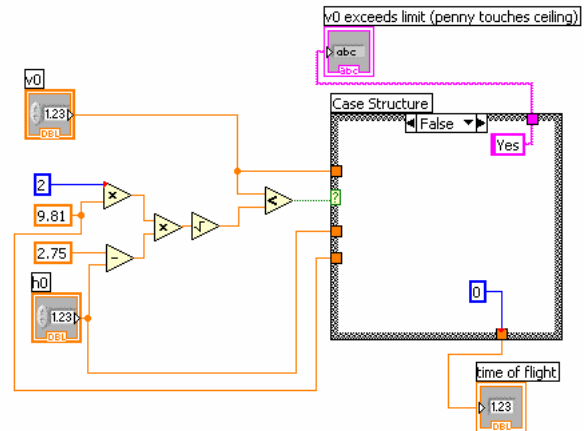 v0 exceeds limit (penny touches ceiling)
abc
abc
v0
1.23
DBL
Case Structure
False
Yes
2
9.81
2.75
h0
1.23
DBL
×
×
√
−
<
?
0
time of flight
1.23
DBL